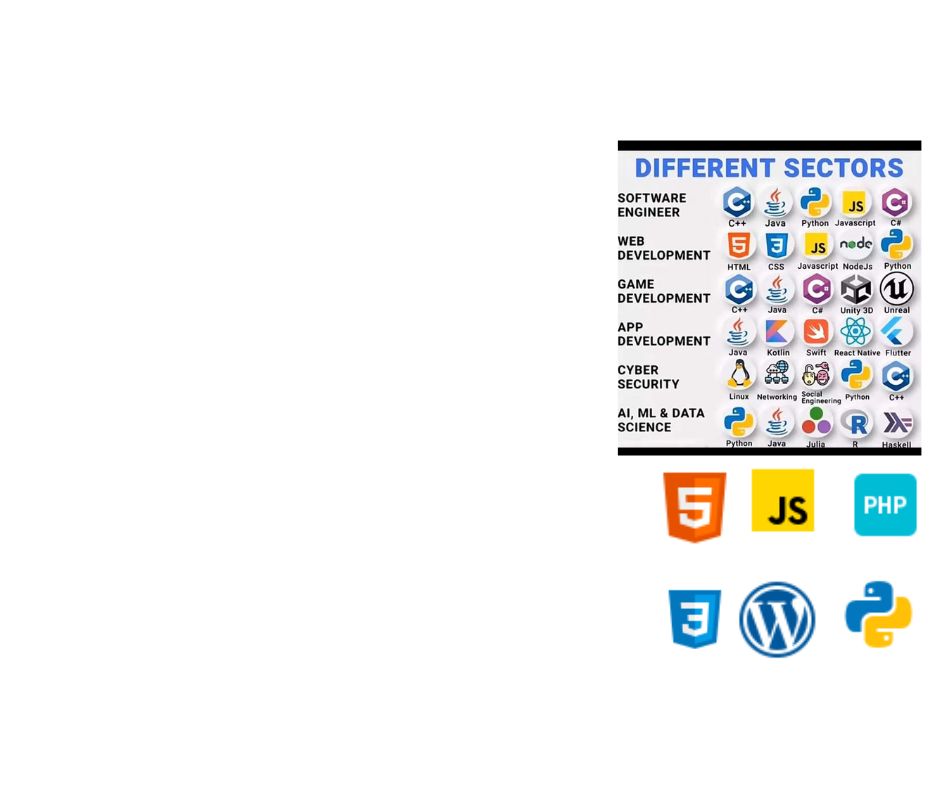 DIFFERENT SECTORS
SOFTWARE
ENGINEER
C++ Java Python JS Javascript C#
WEB
DEVELOPMENT
5 HTML 3 CSS JS Javascript node NodeJs Python
GAME
DEVELOPMENT
C++ Java C# Unity 3D Unreal
APP
DEVELOPMENT
Java Kotlin Swift React Native Flutter
CYBER
SECURITY
Linux Networking Social Engineering Python C++
AI, ML & DATA
SCIENCE
Python Java Julia R Haskell
5 JS PHP
3 W